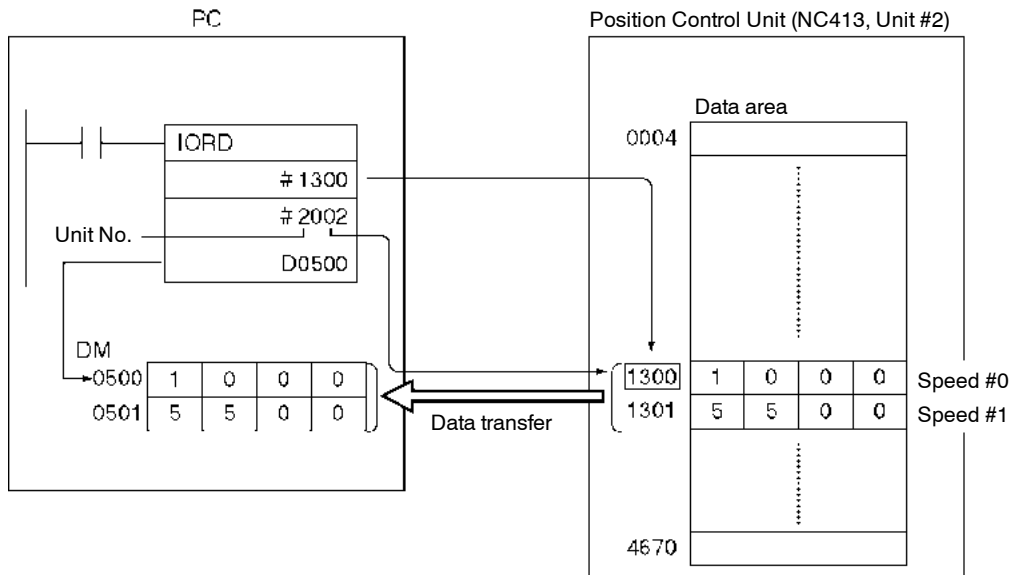 PC
Position Control Unit (NC413, Unit #2)
Data area
0004
IORD
#1300
#2002
Unit No.
D0500
DM
0500 1 0 0 0
0501 5 5 0 0
Data transfer
1300 1 0 0 0 Speed #0
1301 5 5 0 0 Speed #1
4670